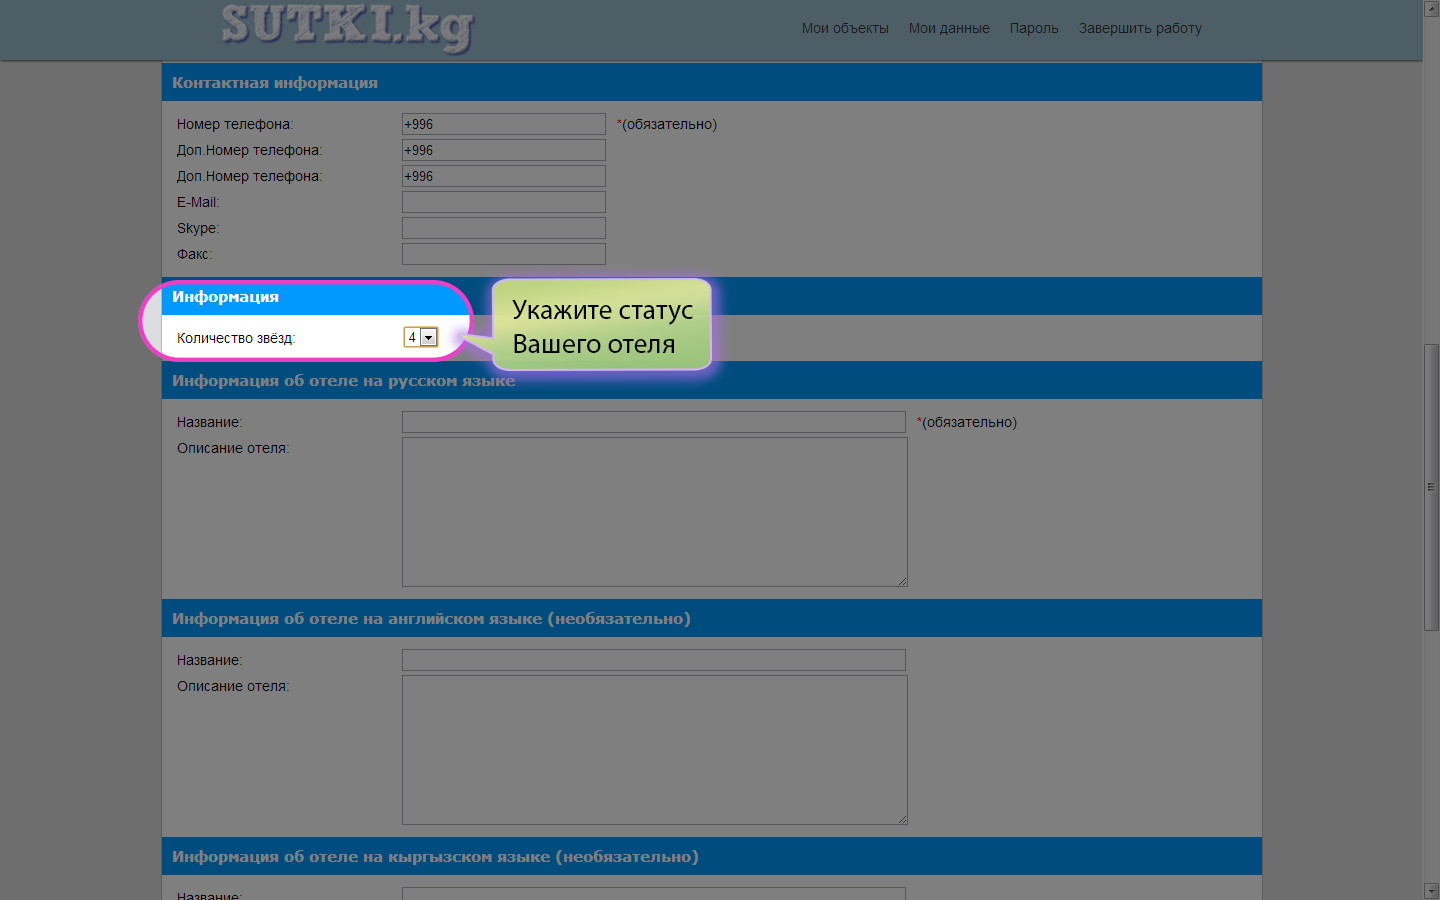 SUTKI.kg
Мои объекты Мои данные Пароль Завершить работу
Контактная информация
Номер телефона: +996 *(обязательно)
Доп.Номер телефона: +996
Доп.Номер телефона: +996
E-Mail:
Skype:
Факс:
Информация
Количество звёзд: 4
Укажите статус
Вашего отеля
Информация об отеле на русском языке
Название: *(обязательно)
Описание отеля:
Информация об отеле на английском языке (необязательно)
Название:
Описание отеля:
Информация об отеле на кыргызском языке (необязательно)
Название: